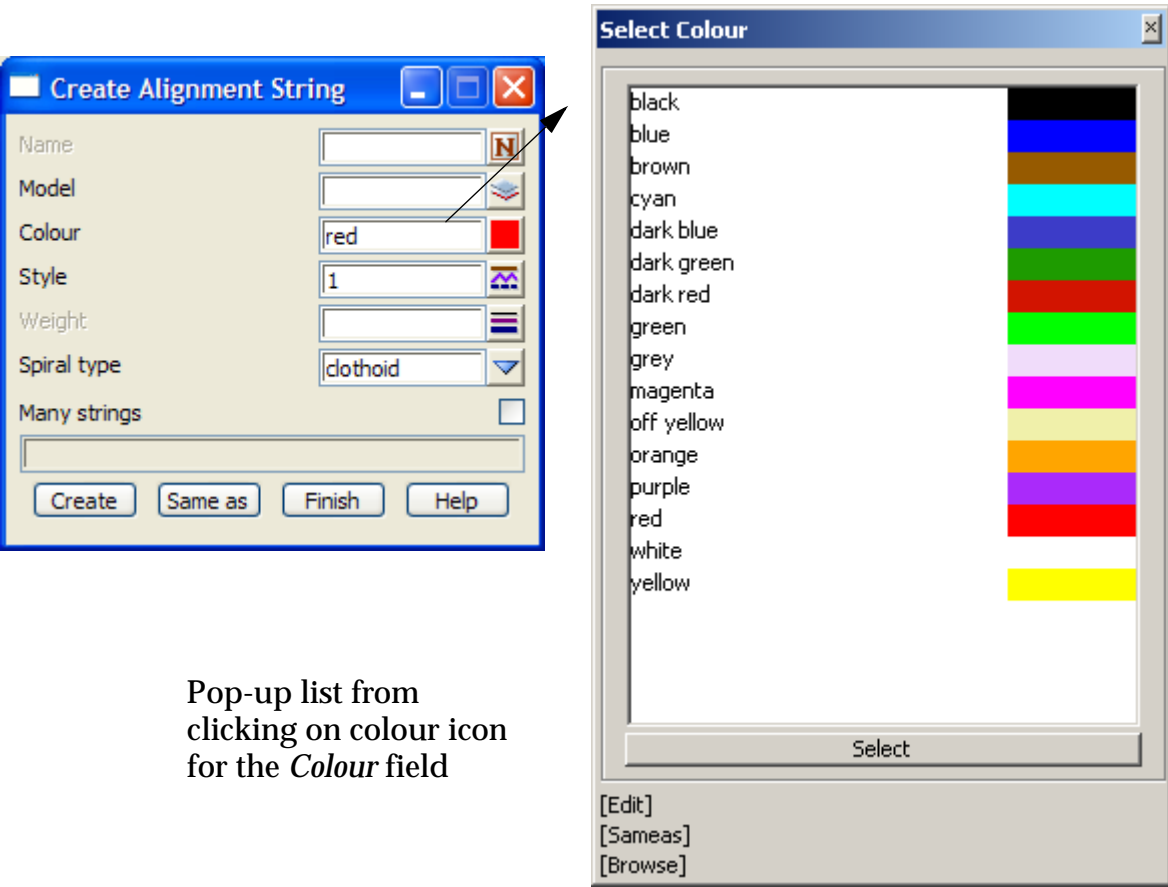 Create Alignment String
Name
N
Model
Colour
red
Style
1
Weight
Spiral type
clothoid
Many strings
Create
Same as
Finish
Help
Pop-up list from
clicking on colour icon
for the Colour field
Select Colour
black
blue
brown
cyan
dark blue
dark green
dark red
green
grey
magenta
off yellow
orange
purple
red
white
yellow
Select
[Edit]
[Sameas]
[Browse]